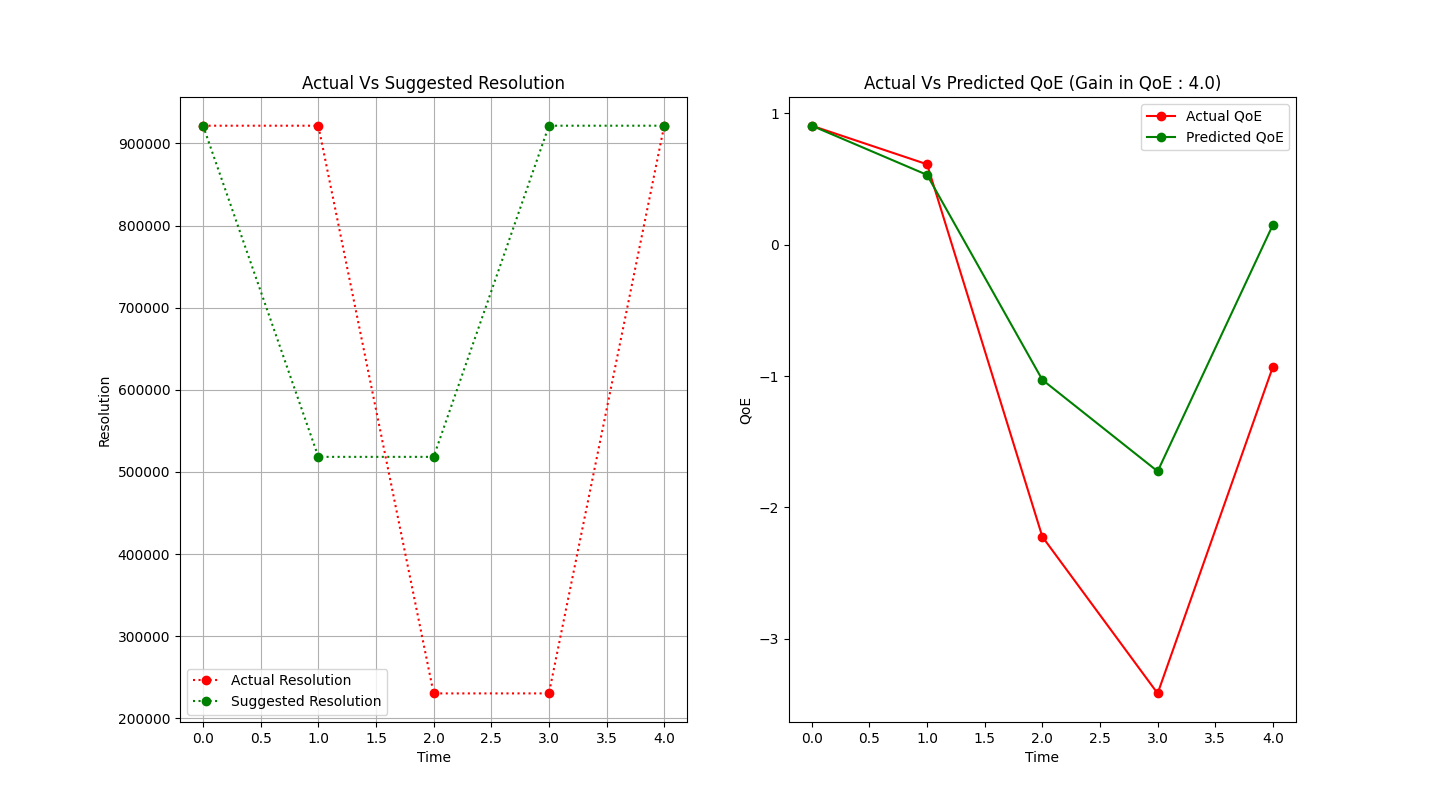 Actual Vs Suggested Resolution
Resolution
900000
800000
700000
600000
500000
400000
300000
200000
Actual Resolution
Suggested Resolution
0.0 0.5 1.0 1.5 2.0 2.5 3.0 3.5 4.0
Time
Actual Vs Predicted QoE (Gain in QoE : 4.0)
QoE
1
0
−1
−2
−3
Actual QoE
Predicted QoE
0.0 0.5 1.0 1.5 2.0 2.5 3.0 3.5 4.0
Time